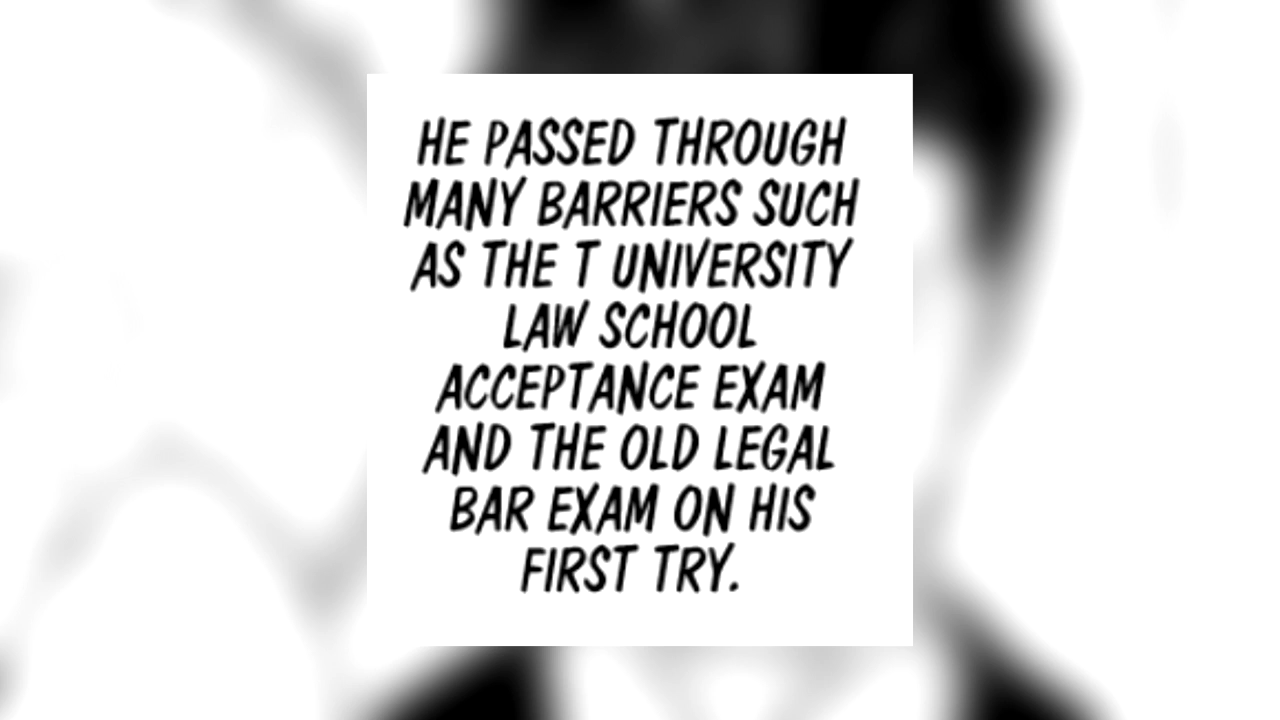 HE PASSED THROUGH
MANY BARRIERS SUCH
AS THE T UNIVERSITY
LAW SCHOOL
ACCEPTANCE EXAM
AND THE OLD LEGAL
BAR EXAM ON HIS
FIRST TRY.